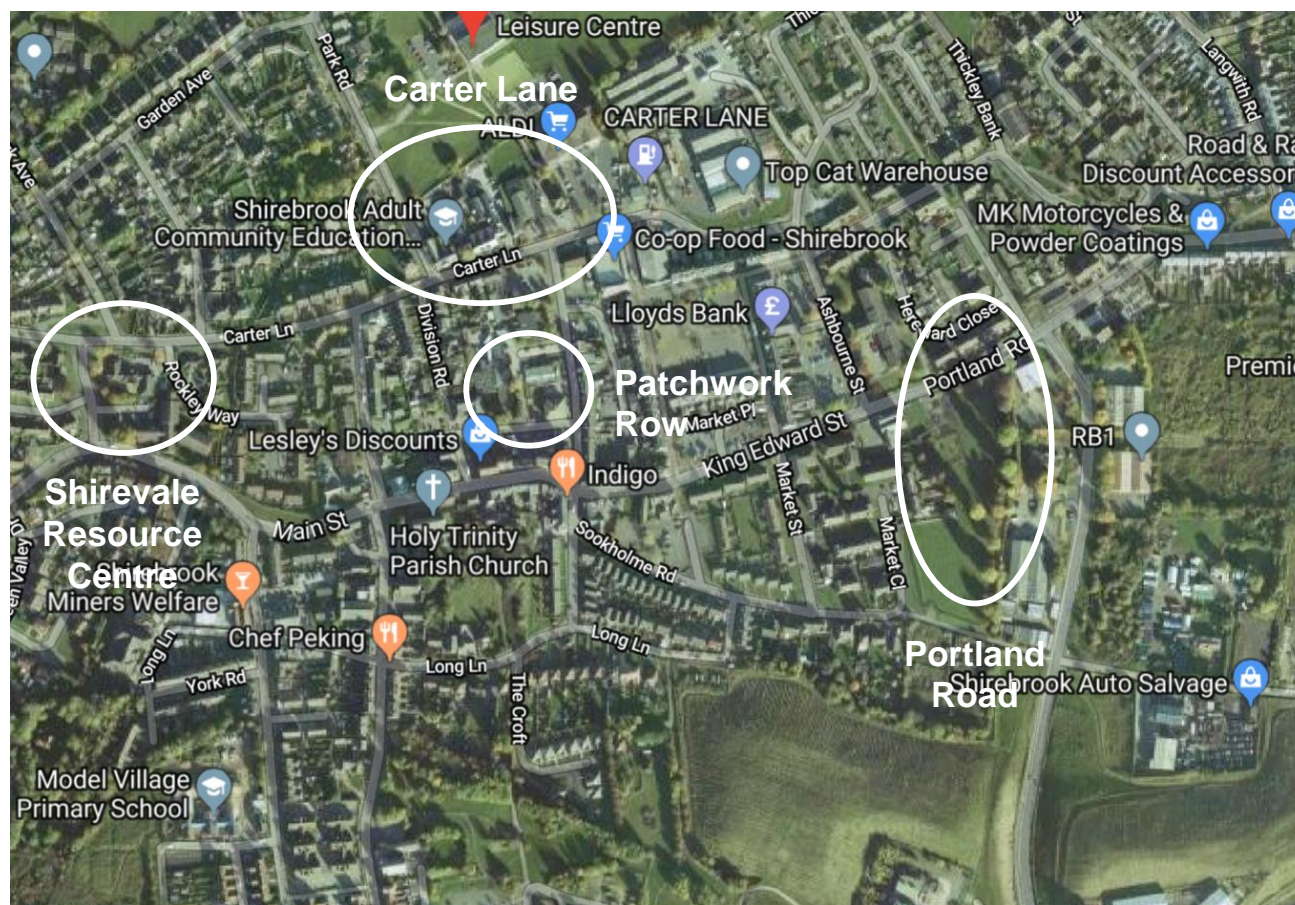 Leisure Centre
Park Rd
Garden Ave
Carter Lane
ALDI
CARTER LANE
Thickley Bank
Langwith Rd
St
Road & Ra
Discount Accessor
Top Cat Warehouse
Ave
Shirebrook Adult
Community Education...
MK Motorcycles &
Powder Coatings
Co-op Food - Shirebrook
Carter Ln
Lloyds Bank
Ashbourne St
Hereward Close
Carter Ln
Division Rd
Rockley Way
Portland Rd
Premie
Patchwork
Row
Market Pl
King Edward St
RB1
Lesley's Discounts
Indigo
Market St
Market Cl
Main St
Holy Trinity
Parish Church
Sookholme Rd
Shirevale
Resource
Centre
Shirebrook
Miners Welfare
Chef Peking
Long Ln
Long Ln
Long Ln
York Rd
The Croft
Portland
Road
Shirebrook Auto Salvage
Model Village
Primary School